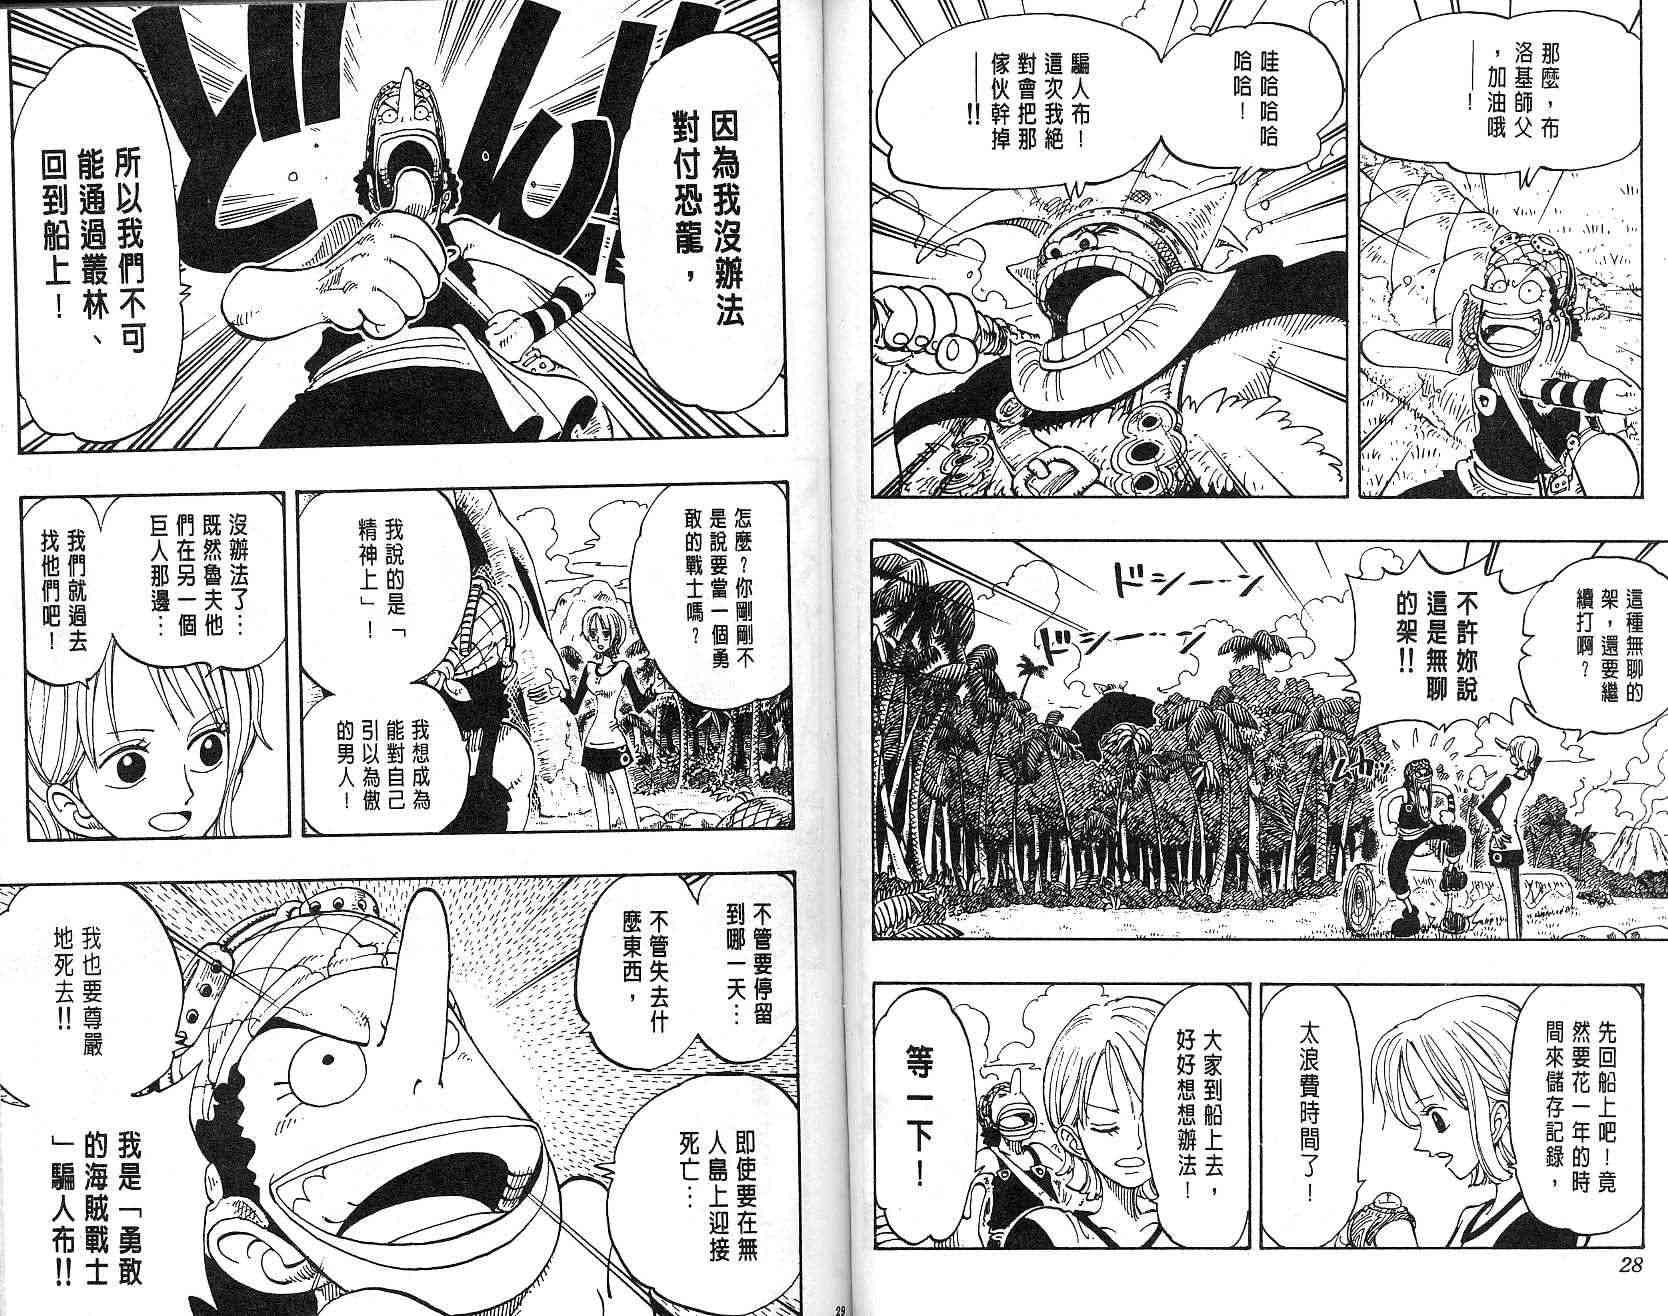 那麼，布
洛基師父
，加油哦
——！
哇哈哈哈
哈哈！
騙人布！
這次我絕
對會把那
傢伙幹掉
——!!
這種無聊的
架，還要繼
續打啊？
不許妳說
這是無聊
的架!!
ドシーーン
ドシーーン
ムカッ!!
先回船上吧！竟
然要花一年的時
間來儲存記錄，
太浪費時間了！
大家到船上去，
好好想想辦法！
等一下！
28
因為我沒辦法
對付恐龍，
所以我們不可
能通過叢林、
回到船上！
怎麼？你剛剛不
是說要當一個勇
敢的戰士嗎？
我說的是「
精神上」！
我想成為
能對自己
引以為傲
的男人！
沒辦法了…
既然魯夫他
們在另一個
巨人那邊…
我們就過去
找他們吧！
不管要停留
到哪一天…
不管失去什
麼東西，
即使要在無
人島上迎接
死亡…
我也要尊嚴
地死去!!
我是「勇敢
的海賊戰士
」騙人布!!
29